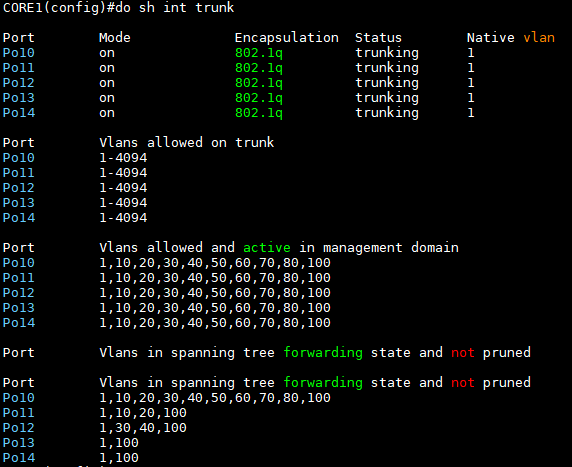 CORE1(config)#do sh int trunk
Port Mode Encapsulation Status Native vlan
Po10 on 802.1q trunking 1
Po11 on 802.1q trunking 1
Po12 on 802.1q trunking 1
Po13 on 802.1q trunking 1
Po14 on 802.1q trunking 1
Port Vlans allowed on trunk
Po10 1-4094
Po11 1-4094
Po12 1-4094
Po13 1-4094
Po14 1-4094
Port Vlans allowed and active in management domain
Po10 1,10,20,30,40,50,60,70,80,100
Po11 1,10,20,30,40,50,60,70,80,100
Po12 1,10,20,30,40,50,60,70,80,100
Po13 1,10,20,30,40,50,60,70,80,100
Po14 1,10,20,30,40,50,60,70,80,100
Port Vlans in spanning tree forwarding state and not pruned
Port Vlans in spanning tree forwarding state and not pruned
Po10 1,10,20,30,40,50,60,70,80,100
Po11 1,10,20,100
Po12 1,30,40,100
Po13 1,100
Po14 1,100